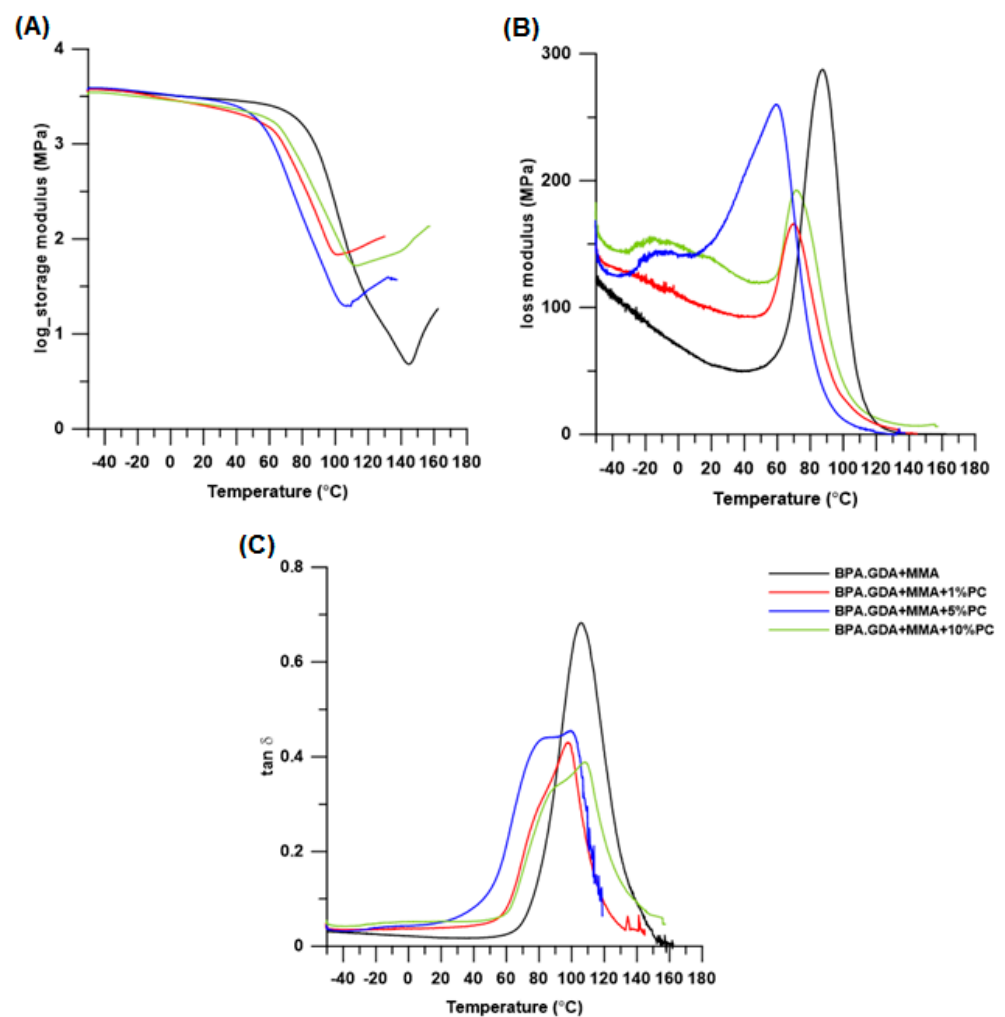 (A)
(B)
4
3
2
1
0
log_storage modulus (MPa)
-40 -20 0 20 40 60 80 100 120 140 160 180
Temperature (°C)
300
200
100
0
loss modulus (MPa)
-40 -20 0 20 40 60 80 100 120 140 160 180
Temperature (°C)
(C)
0.8
0.6
0.4
0.2
0
tan δ
-40 -20 0 20 40 60 80 100 120 140 160 180
Temperature (°C)
BPA.GDA+MMA
BPA.GDA+MMA+1%PC
BPA.GDA+MMA+5%PC
BPA.GDA+MMA+10%PC